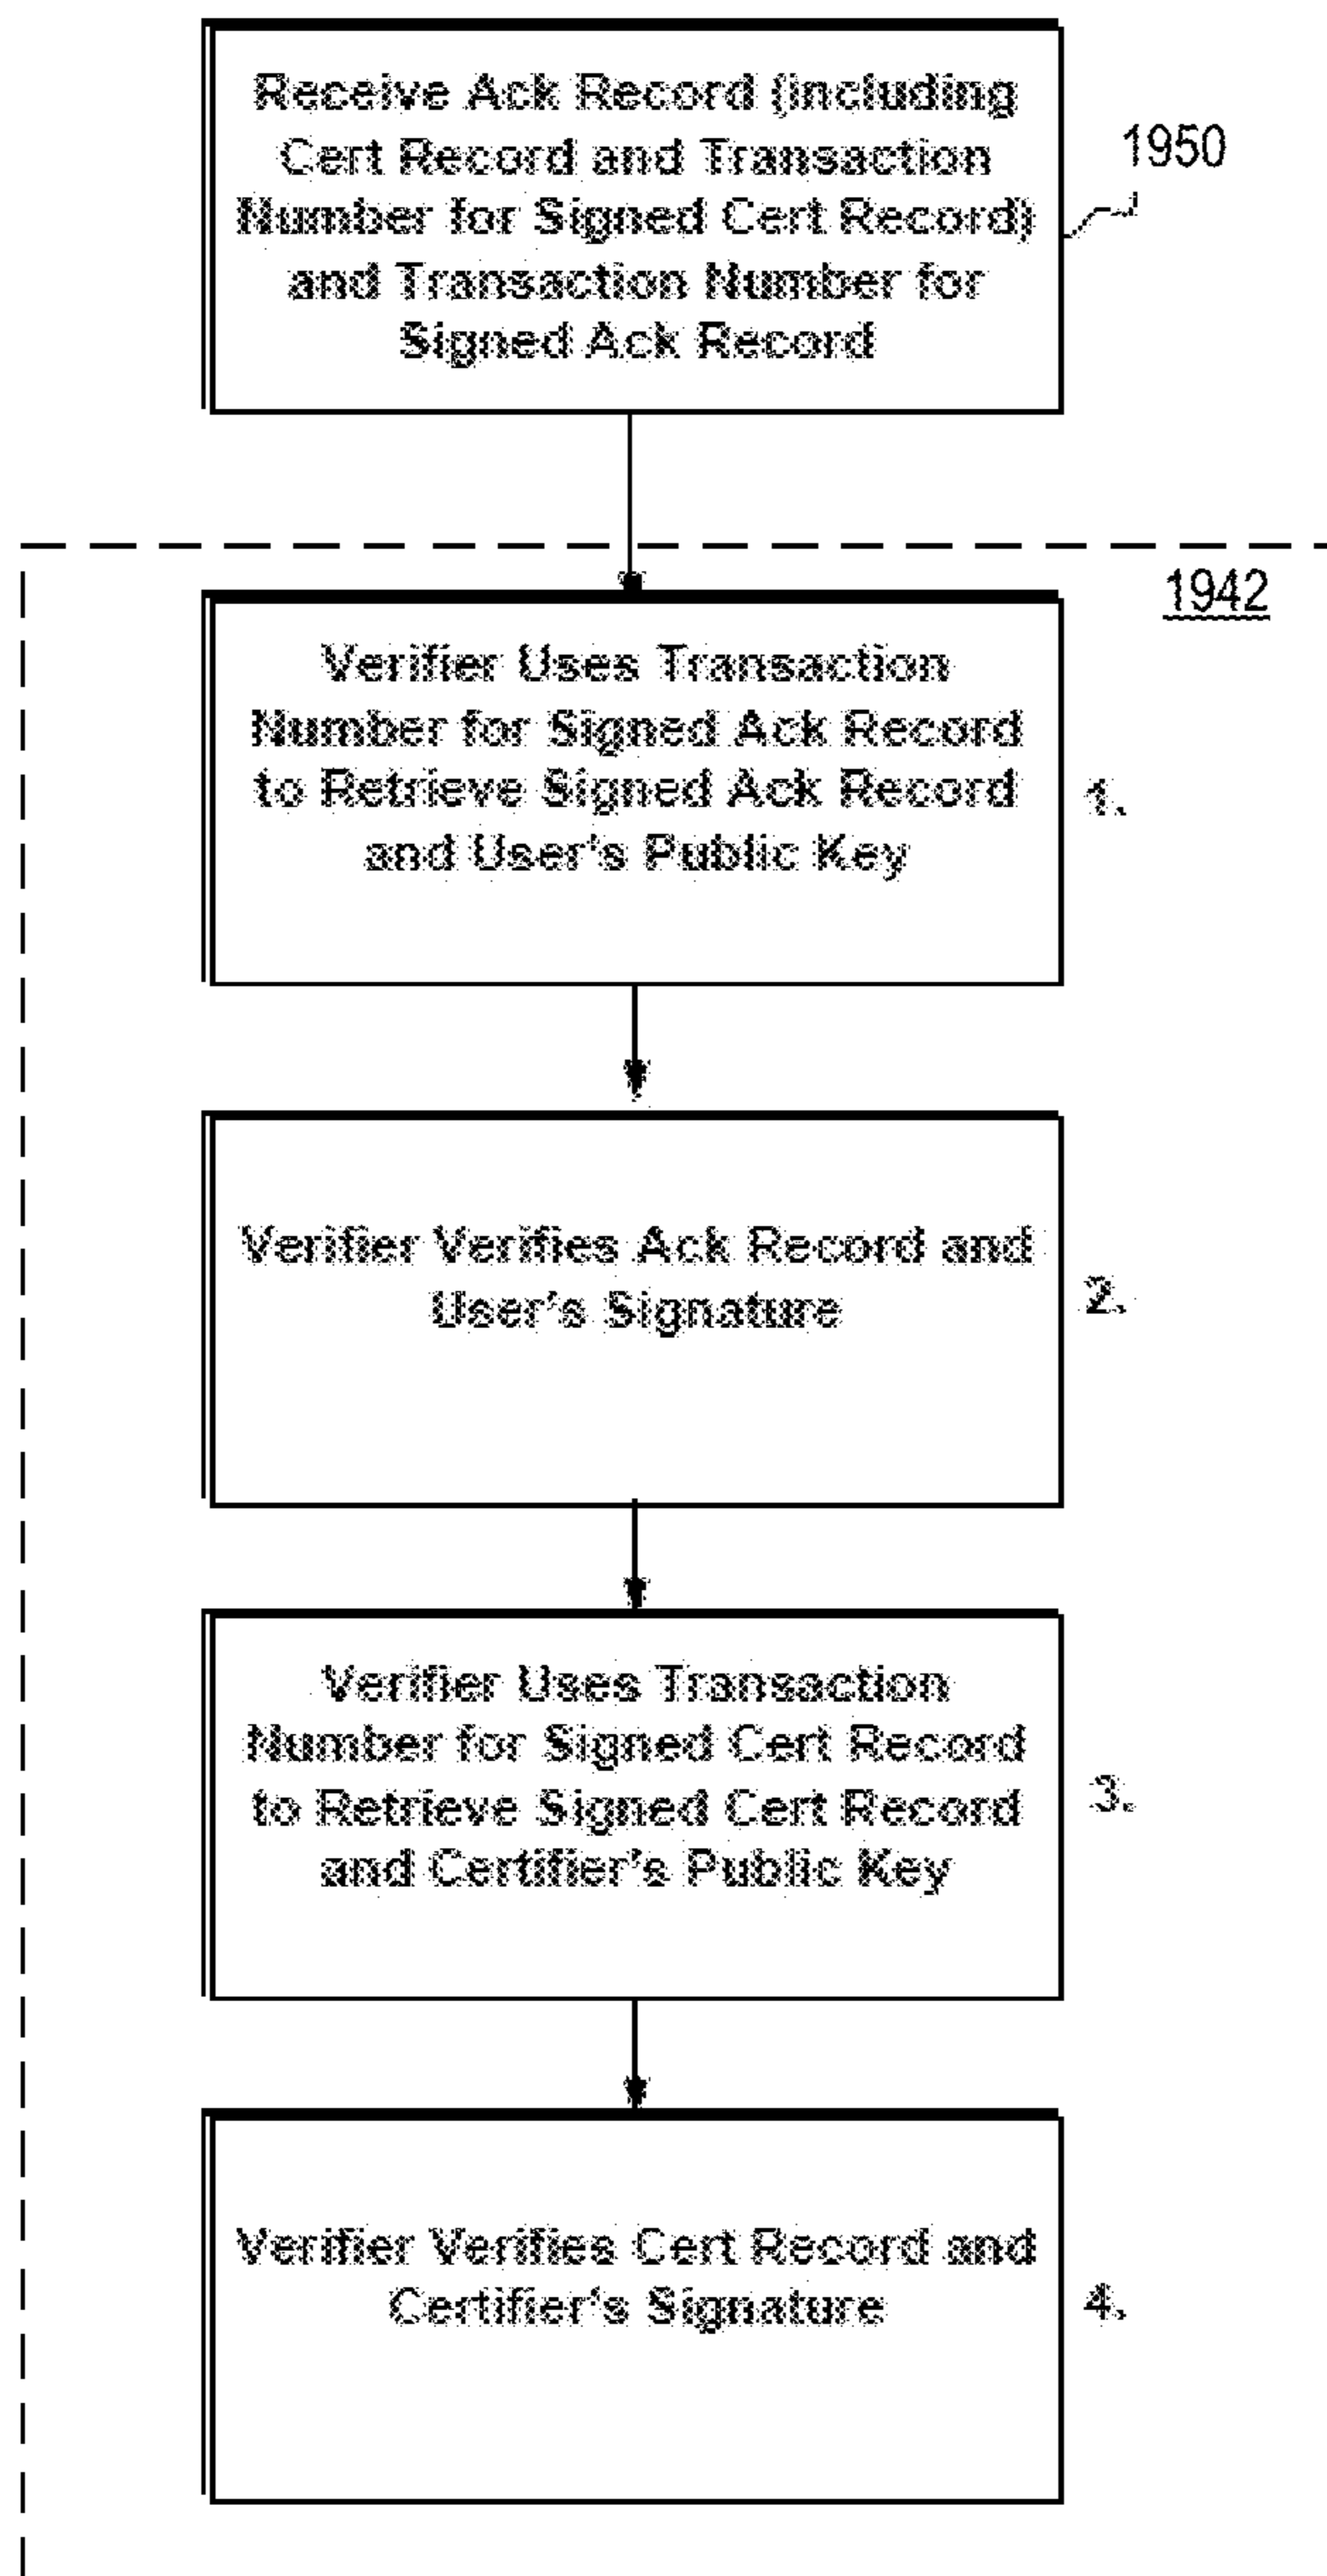 Receive Ack Record (including
Cert Record and Transaction
Number for Signed Cert Record)
and Transaction Number for
Signed Ack Record
1950
1942
Verifier Uses Transaction
Number for Signed Ack Record
to Retrieve Signed Ack Record
and User's Public Key
1.
Verifier Verifies Ack Record and
User's Signature
2.
Verifier Uses Transaction
Number for Signed Cert Record
to Retrieve Signed Cert Record
and Certifier's Public Key
3.
Verifier Verifies Cert Record and
Certifier's Signature
4.